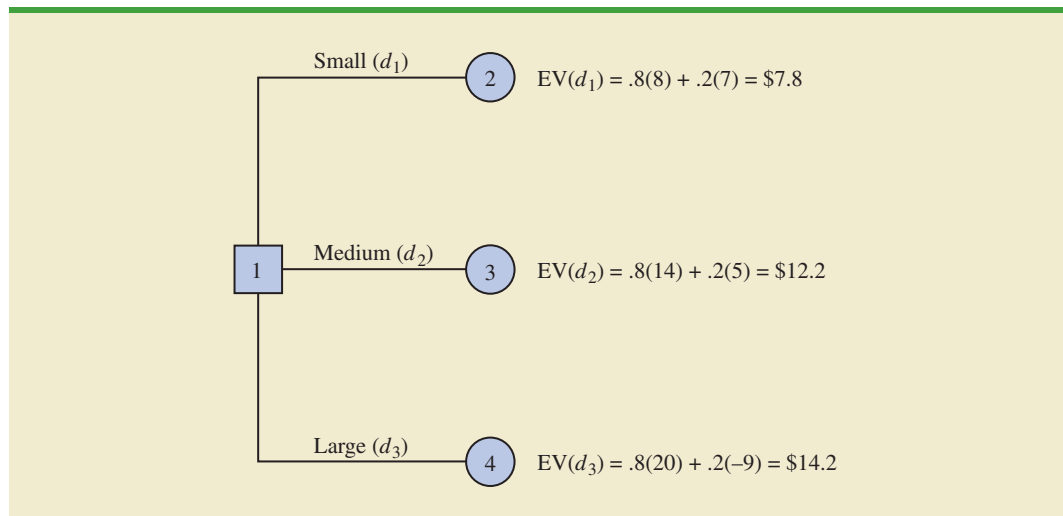 Small (d₁)
2 EV(d₁) = .8(8) + .2(7) = $7.8
Medium (d₂)
1
3 EV(d₂) = .8(14) + .2(5) = $12.2
Large (d₃)
4 EV(d₃) = .8(20) + .2(–9) = $14.2